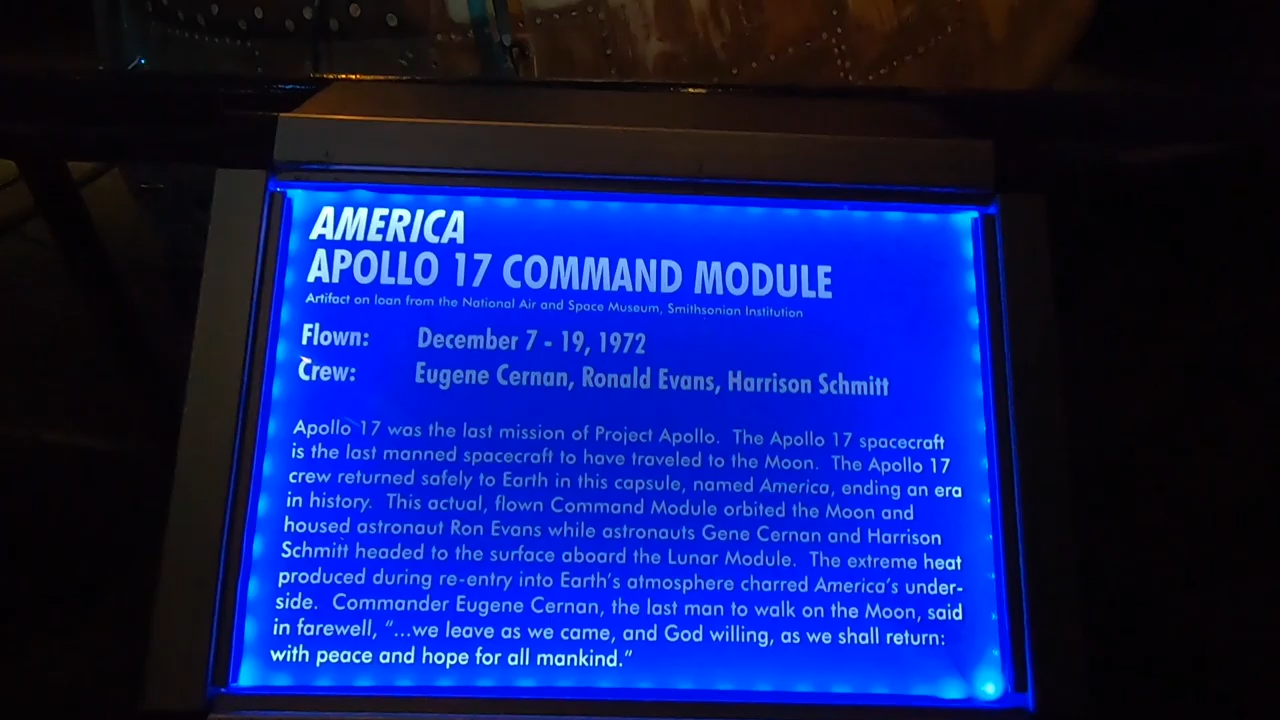 AMERICA
APOLLO 17 COMMAND MODULE
Artifact on loan from the National Air and Space Museum, Smithsonian Institution
Flown: December 7 - 19, 1972
Crew: Eugene Cernan, Ronald Evans, Harrison Schmitt
Apollo 17 was the last mission of Project Apollo. The Apollo 17 spacecraft
is the last manned spacecraft to have traveled to the Moon. The Apollo 17
crew returned safely to Earth in this capsule, named America, ending an era
in history. This actual, flown Command Module orbited the Moon and
housed astronaut Ron Evans while astronauts Gene Cernan and Harrison
Schmitt headed to the surface aboard the Lunar Module. The extreme heat
produced during re-entry into Earth's atmosphere charred America's under-
side. Commander Eugene Cernan, the last man to walk on the Moon, said
in farewell, “...we leave as we came, and God willing, as we shall return:
with peace and hope for all mankind.”